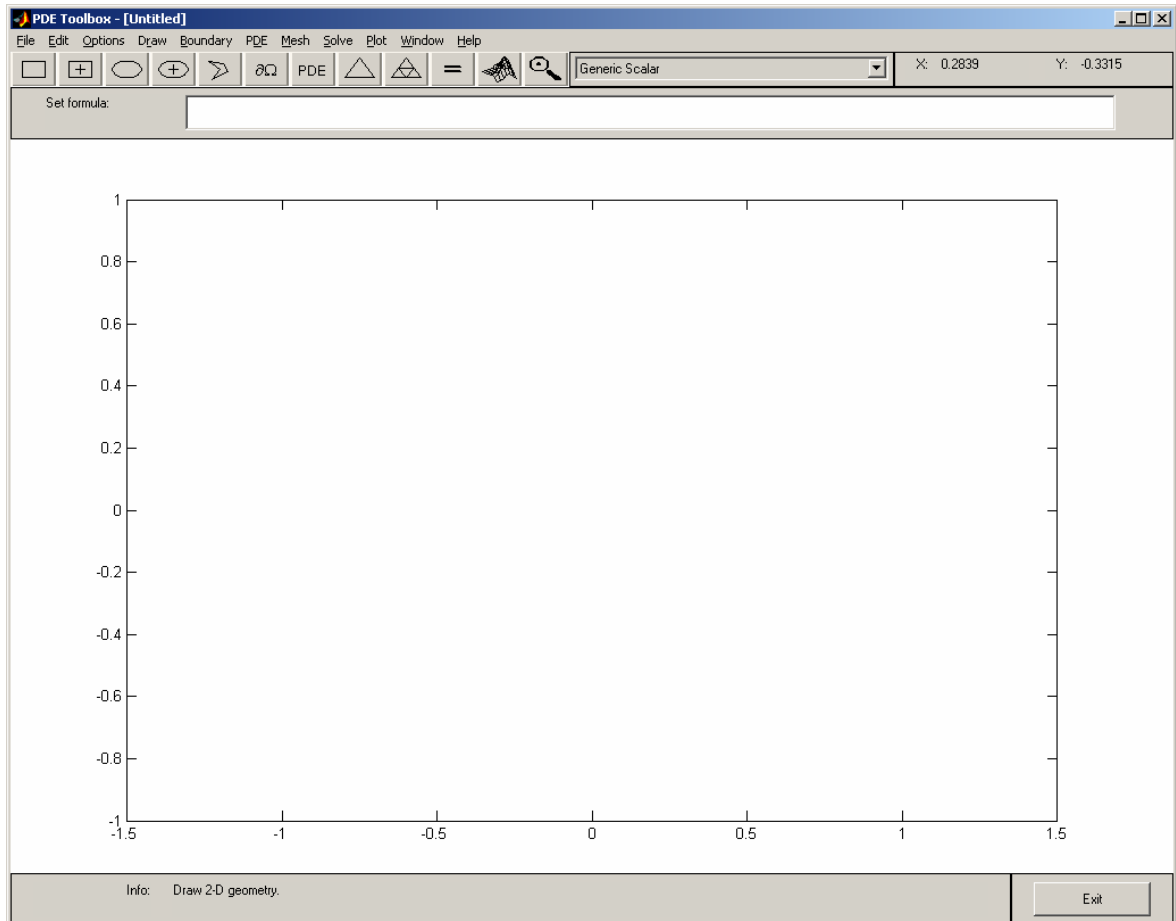 PDE Toolbox - [Untitled]
File Edit Options Draw Boundary PDE Mesh Solve Plot Window Help
∂Ω PDE = Generic Scalar X: 0.2839 Y: -0.3315
Set formula:
1
0.8
0.6
0.4
0.2
0
-0.2
-0.4
-0.6
-0.8
-1
-1.5 -1 -0.5 0 0.5 1 1.5
Info: Draw 2-D geometry. Exit